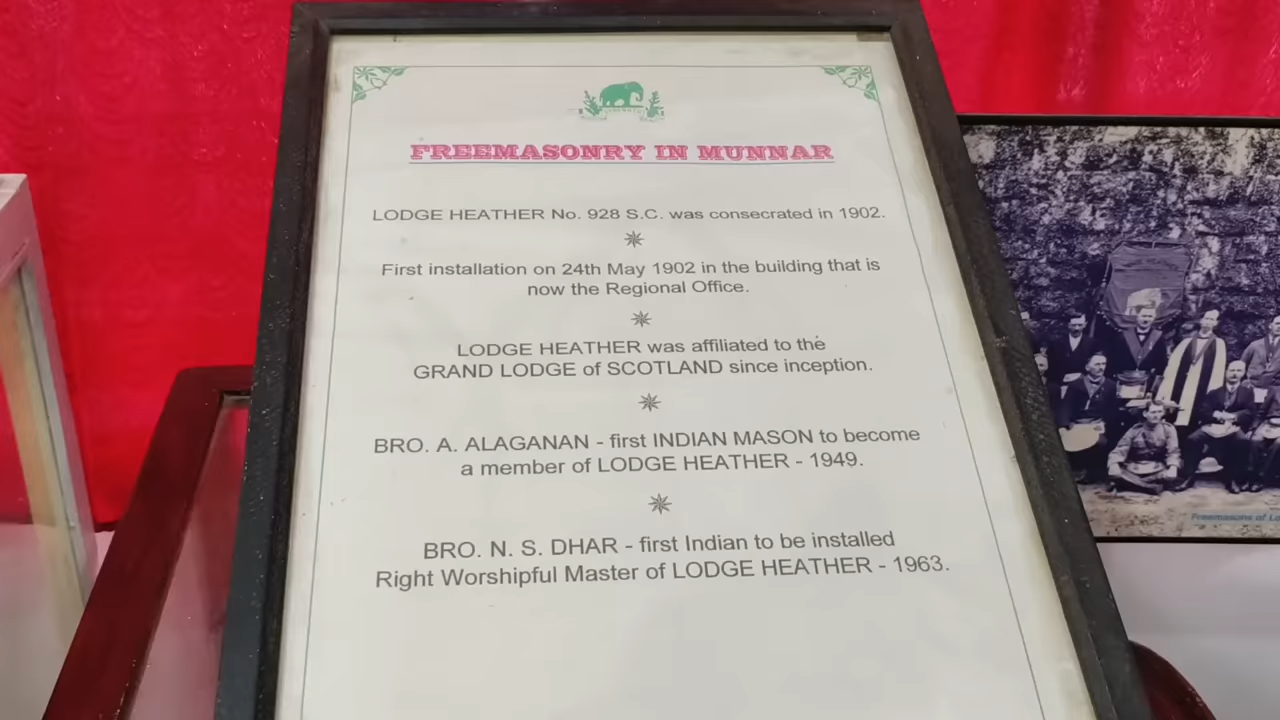 FREEMASONRY IN MUNNAR
LODGE HEATHER No. 928 S.C. was consecrated in 1902.
First installation on 24th May 1902 in the building that is
now the Regional Office.
LODGE HEATHER was affiliated to the
GRAND LODGE of SCOTLAND since inception.
BRO. A. ALAGANAN - first INDIAN MASON to become
a member of LODGE HEATHER - 1949.
BRO. N. S. DHAR - first Indian to be installed
Right Worshipful Master of LODGE HEATHER - 1963.
Freemasons of